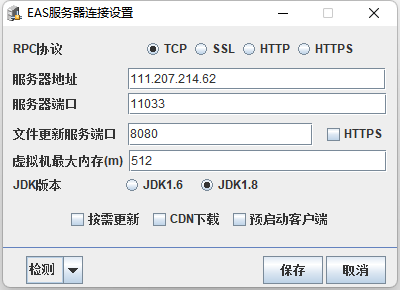 EAS服务器连接设置
RPC协议 TCP SSL HTTP HTTPS
服务器地址 111.207.214.62
服务器端口 11033
文件更新服务端口 8080 HTTPS
虚拟机最大内存(m) 512
JDK版本 JDK1.6 JDK1.8
按需更新 CDN下载 预启动客户端
检测 保存 取消